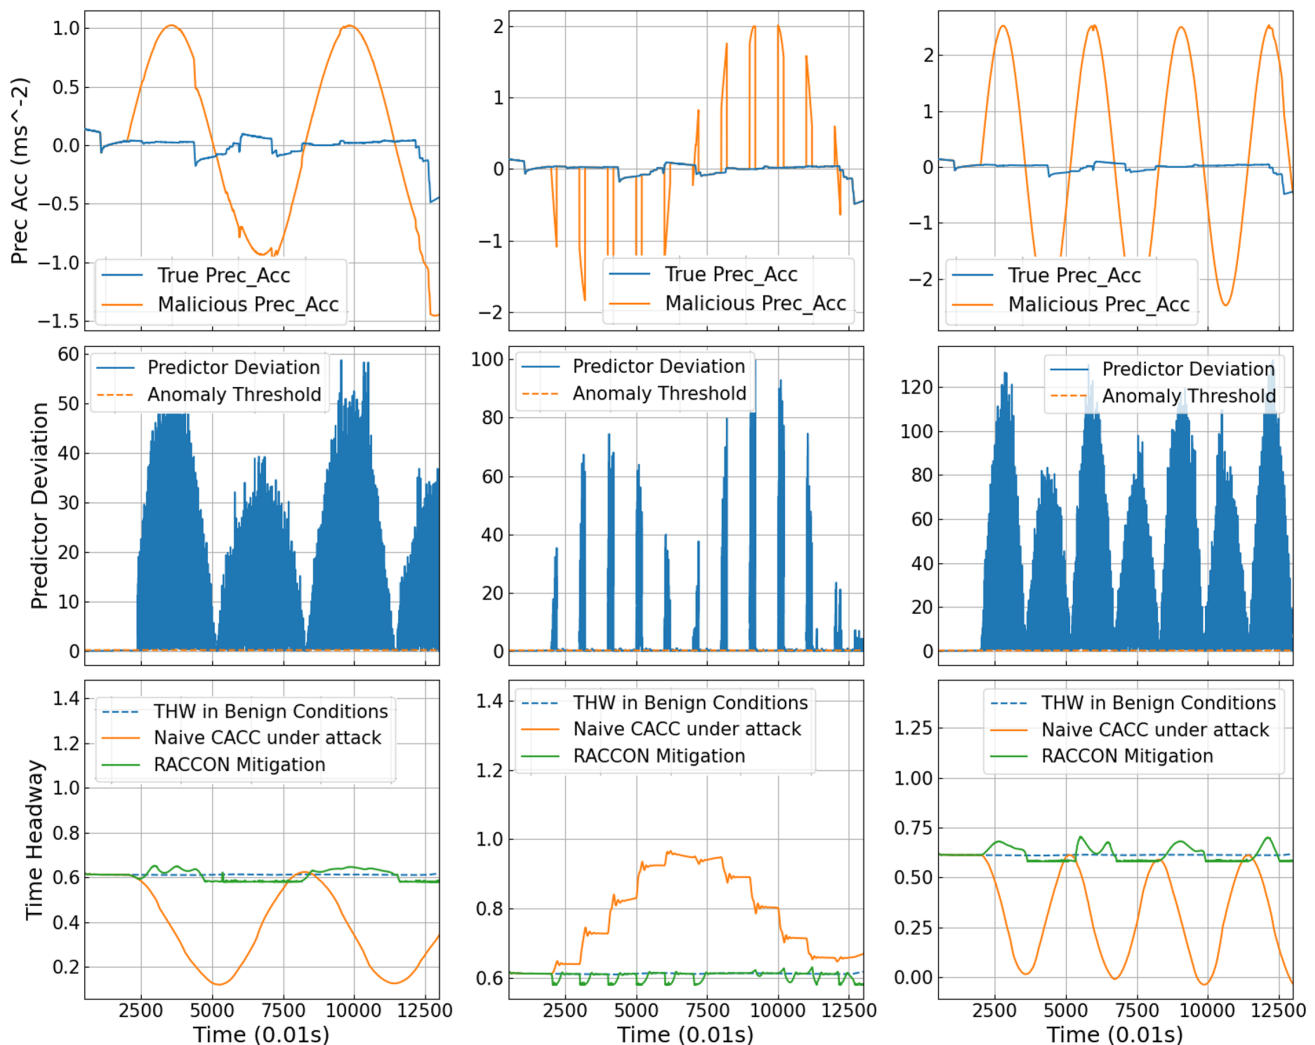 1.0
0.5
0.0
−0.5
−1.0
−1.5
Prec Acc (ms^-2)
True Prec_Acc
Malicious Prec_Acc
2
1
0
−1
−2
True Prec_Acc
Malicious Prec_Acc
2
1
0
−1
−2
True Prec_Acc
Malicious Prec_Acc
60
50
40
30
20
10
0
Predictor Deviation
Predictor Deviation
Anomaly Threshold
100
80
60
40
20
0
Predictor Deviation
Anomaly Threshold
120
100
80
60
40
20
0
Predictor Deviation
Anomaly Threshold
1.4
1.2
1.0
0.8
0.6
0.4
0.2
Time Headway
THW in Benign Conditions
Naive CACC under attack
RACCON Mitigation
2500 5000 7500 10000 12500
Time (0.01s)
1.4
1.2
1.0
0.8
0.6
THW in Benign Conditions
Naive CACC under attack
RACCON Mitigation
2500 5000 7500 10000 12500
Time (0.01s)
1.25
1.00
0.75
0.50
0.25
0.00
THW in Benign Conditions
Naive CACC under attack
RACCON Mitigation
2500 5000 7500 10000 12500
Time (0.01s)